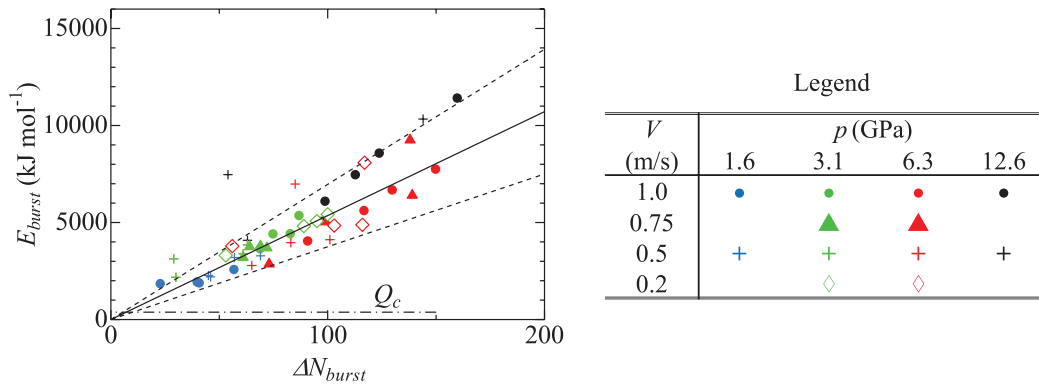 15000
10000
5000
0
E_burst (kJ mol⁻¹)
Q_c
0
100
200
ΔN_burst
Legend
V p (GPa)
(m/s) 1.6 3.1 6.3 12.6
1.0
0.75
0.5
0.2